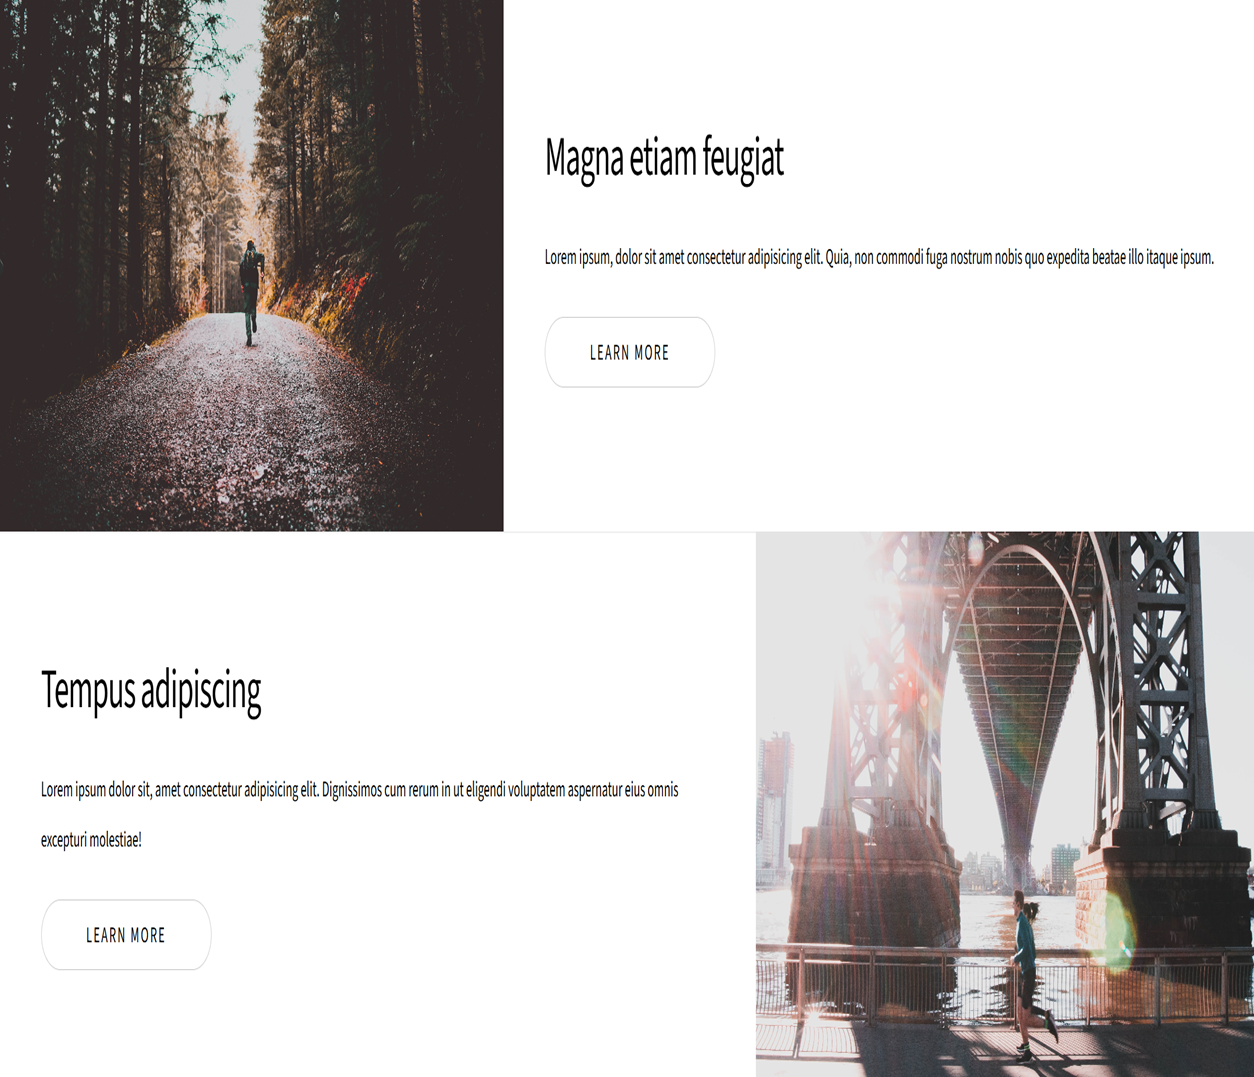 Magna etiam feugiat
Lorem ipsum, dolor sit amet consectetur adipisicing elit. Quia, non commodi fuga nostrum nobis quo expedita beatae illo itaque ipsum.
LEARN MORE
Tempus adipiscing
Lorem ipsum dolor sit, amet consectetur adipisicing elit. Dignissimos cum rerum in ut eligendi voluptatem aspernatur eius omnis
excepturi molestiae!
LEARN MORE